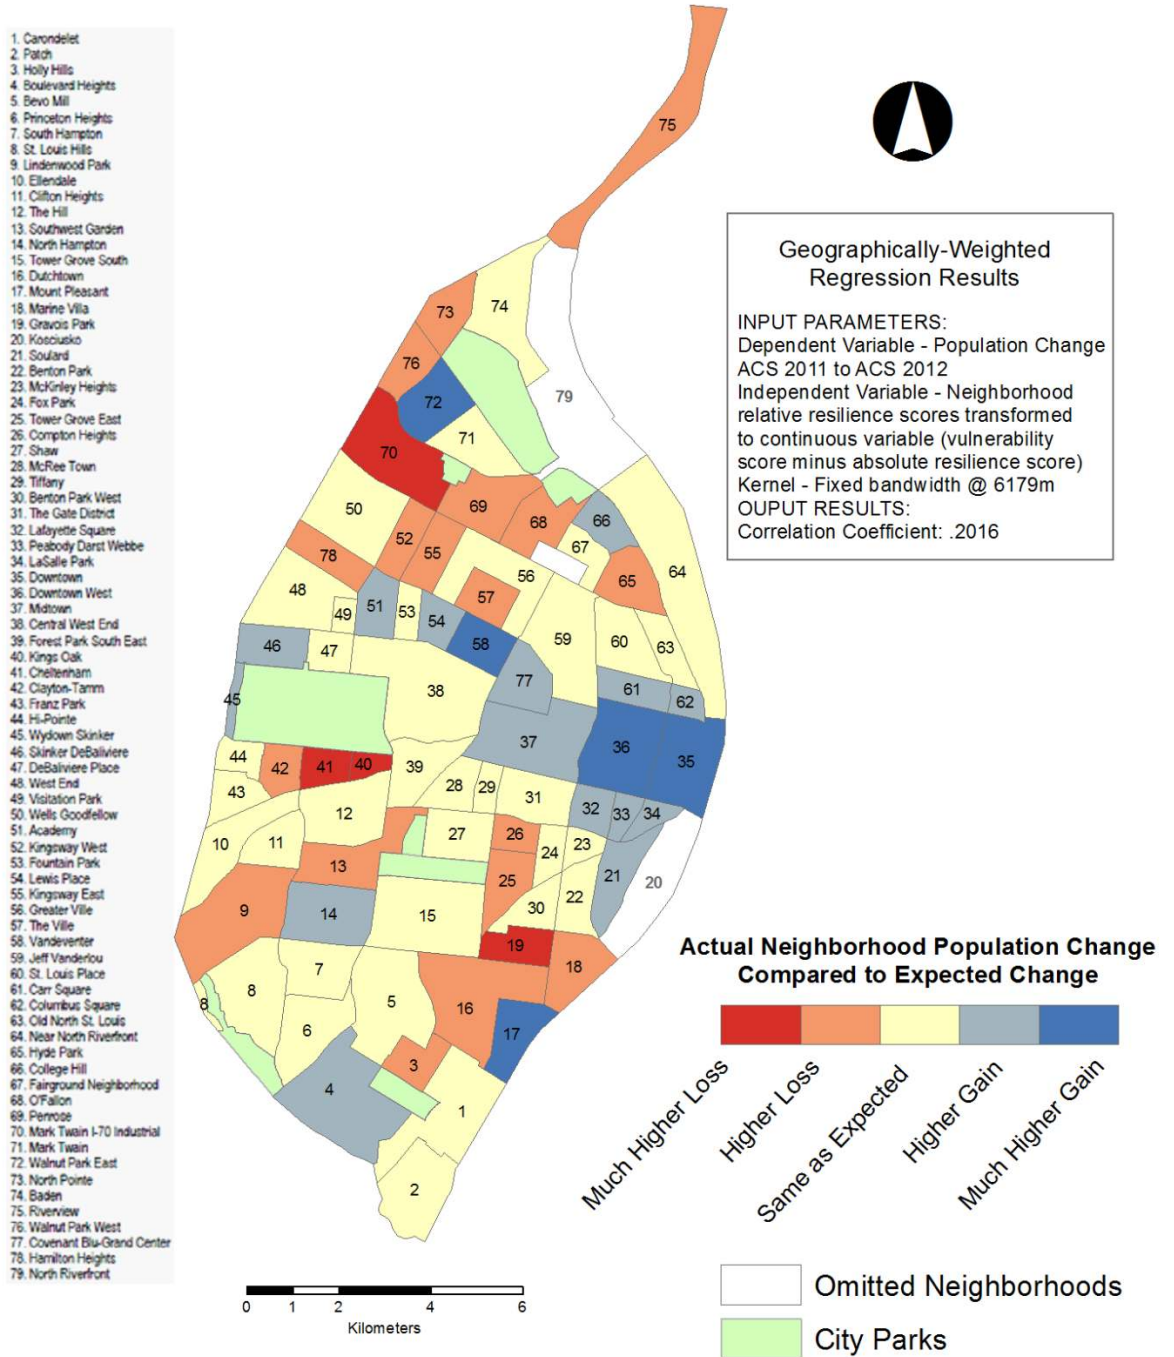 1. Carondelet
2. Patch
3. Holly Hills
4. Boulevard Heights
5. Bevo Mill
6. Princeton Heights
7. South Hampton
8. St. Louis Hills
9. Lindenwood Park
10. Ellendale
11. Clifton Heights
12. The Hill
13. Southwest Garden
14. North Hampton
15. Tower Grove South
16. Dutchtown
17. Mount Pleasant
18. Marine Villa
19. Gravois Park
20. Kosciusko
21. Soulard
22. Benton Park
23. McKinley Heights
24. Fox Park
25. Tower Grove East
26. Compton Heights
27. Shaw
28. McRee Town
29. Tiffany
30. Benton Park West
31. The Gate District
32. Lafayette Square
33. Peabody Darst Webbe
34. LaSalle Park
35. Downtown
36. Downtown West
37. Midtown
38. Central West End
39. Forest Park South East
40. Kings Oak
41. Cheltenham
42. Clayton-Tamm
43. Franz Park
44. Hi-Pointe
45. Wydown Skinker
46. Skinker DeBaliviere
47. DeBaliviere Place
48. West End
49. Visitation Park
50. Wells Goodfellow
51. Academy
52. Kingsway West
53. Fountain Park
54. Lewis Place
55. Kingsway East
56. Greater Ville
57. The Ville
58. Vandeventer
59. Jeff Vanderlou
60. St. Louis Place
61. Carr Square
62. Columbus Square
63. Old North St. Louis
64. Near North Riverfront
65. Hyde Park
66. College Hill
67. Fairground Neighborhood
68. O'Fallon
69. Penrose
70. Mark Twain I-70 Industrial
71. Mark Twain
72. Walnut Park East
73. North Pointe
74. Baden
75. Riverview
76. Walnut Park West
77. Covenant Blu-Grand Center
78. Hamilton Heights
79. North Riverfront
75
74
73
76
79
72
71
70
69
68
66
50
52
55
67
65
64
78
56
57
48
49
51
53
54
58
59
60
63
46
47
77
61
62
45
38
37
36
35
44
42
41
40
39
43
28
29
31
32
33
34
12
10
11
27
26
24
23
13
25
21
20
9
14
15
30
22
19
18
7
8
8
5
16
17
6
3
4
1
2
Geographically-Weighted
Regression Results
INPUT PARAMETERS:
Dependent Variable - Population Change
ACS 2011 to ACS 2012
Independent Variable - Neighborhood
relative resilience scores transformed
to continuous variable (vulnerability
score minus absolute resilience score)
Kernel - Fixed bandwidth @ 6179m
OUPUT RESULTS:
Correlation Coefficient: .2016
Actual Neighborhood Population Change
Compared to Expected Change
Much Higher Loss
Higher Loss
Same as Expected
Higher Gain
Much Higher Gain
Omitted Neighborhoods
City Parks
0 1 2 4 6
Kilometers